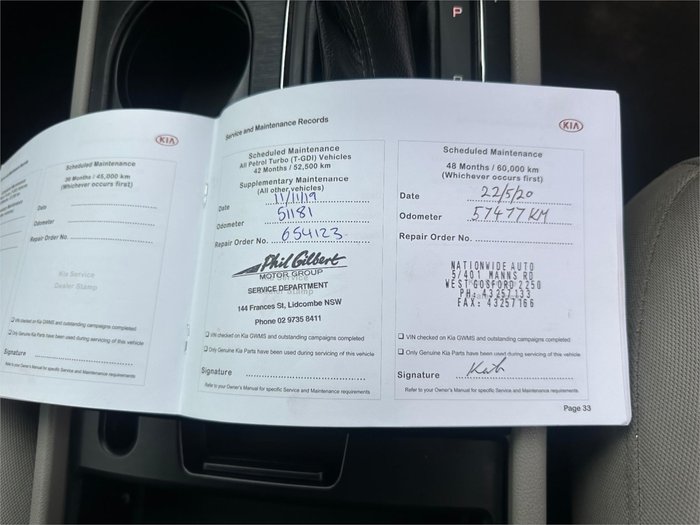 P
KIA
Scheduled Maintenance
36 Months / 45,000 km
(Whichever occurs first)
Date
Odometer
Repair Order No.
Kia Service
Dealer Stamp
VIN checked on Kia GWMS and outstanding campaigns completed
Only Genuine Kia Parts have been used during servicing of this vehicle
Signature
Refer to your Owner's Manual for specific Service and Maintenance requirements
Service and Maintenance Records
Scheduled Maintenance
All Petrol Turbo (T-GDI) Vehicles
42 Months / 52,500 km
Supplementary Maintenance
(All other vehicles)
Date 11/11/19
Odometer 51181
Repair Order No. 654123
Phil Gilbert
MOTOR GROUP
SERVICE DEPARTMENT
144 Frances St, Lidcombe NSW
Phone 02 9735 8411
VIN checked on Kia GWMS and outstanding campaigns completed
Only Genuine Kia Parts have been used during servicing of this vehicle
Signature
Refer to your Owner's Manual for specific Service and Maintenance requirements
KIA
Scheduled Maintenance
48 Months / 60,000 km
(Whichever occurs first)
Date 22/5/20
Odometer 57477 KM
Repair Order No.
NATIONWIDE AUTO
5/401 MANNS RD
WEST GOSFORD 2250
PH: 43257133
FAX: 43257166
VIN checked on Kia GWMS and outstanding campaigns completed
Only Genuine Kia Parts have been used during servicing of this vehicle
Signature
Refer to your Owner's Manual for specific Service and Maintenance requirements
Page 33